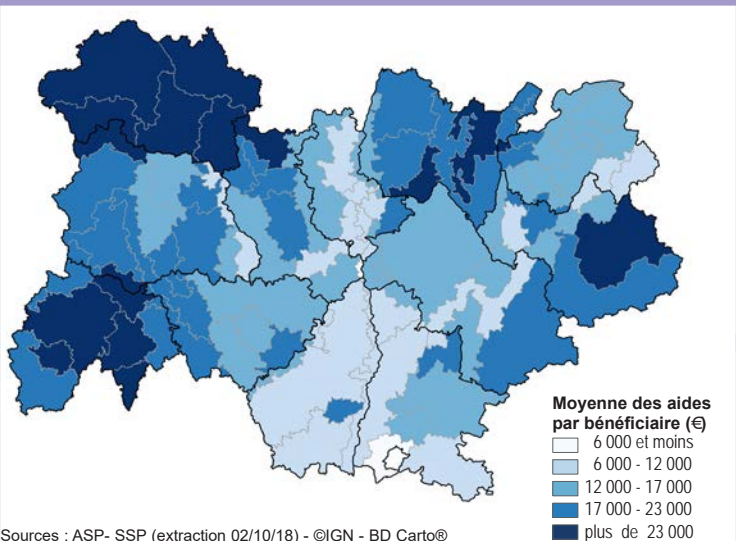 Moyenne des aides
par bénéficiaire (€)
6 000 et moins
6 000 - 12 000
12 000 - 17 000
17 000 - 23 000
plus de 23 000
Sources : ASP- SSP (extraction 02/10/18) - ©IGN - BD Carto®